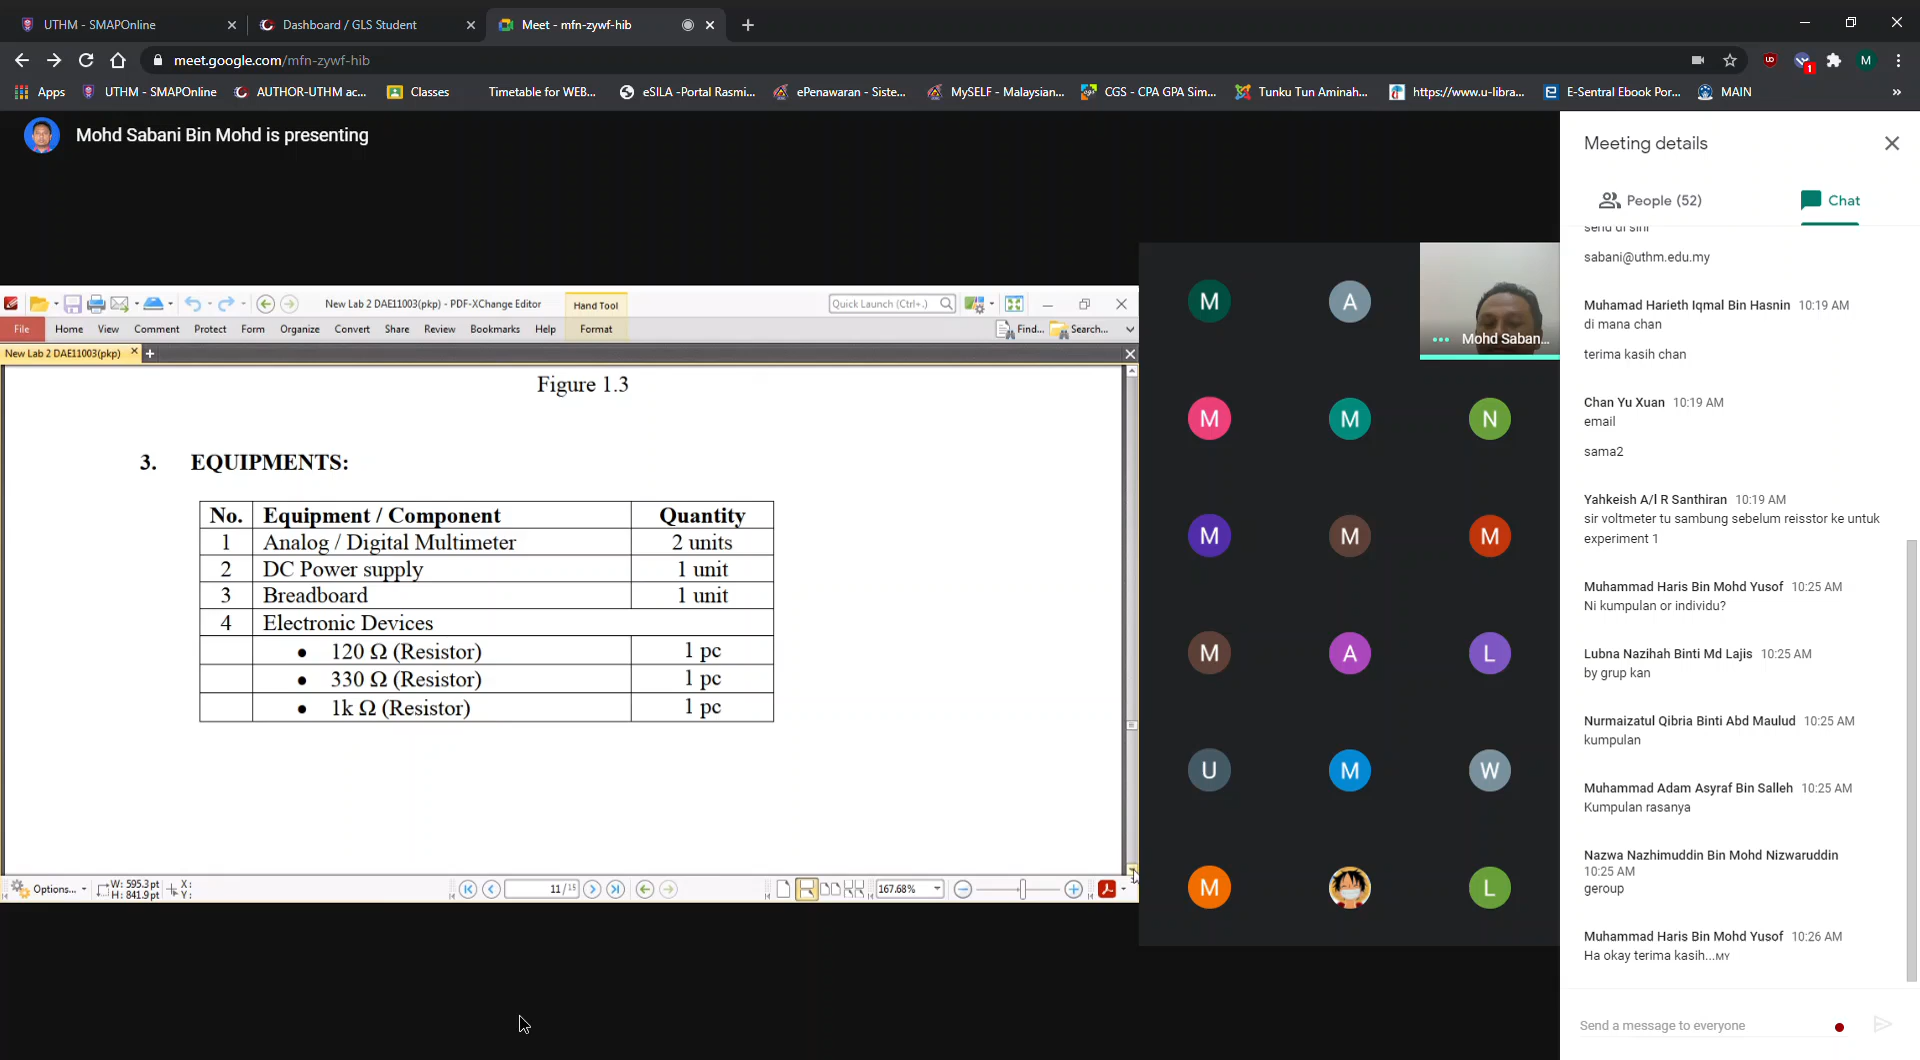 UTHM - SMAPOnline
Dashboard / GLS Student
Meet - mfn-zywf-hib
meet.google.com/mfn-zywf-hib
UD
1
M
Apps
UTHM - SMAPOnline
AUTHOR-UTHM ac...
Classes
Timetable for WEB...
eSILA -Portal Rasmi...
ePenawaran - Siste...
MySELF - Malaysian...
CGS - CPA GPA Sim...
Tunku Tun Aminah...
https://www.u-libra...
E-Sentral Ebook Por...
MAIN
Mohd Sabani Bin Mohd is presenting
New Lab 2 DAE11003(pkp) - PDF-XChange Editor
Hand Tool
Quick Launch (Ctrl+.)
File Home View Comment Protect Form Organize Convert Share Review Bookmarks Help Format
Find...
Search...
New Lab 2 DAE11003(pkp)
Figure 1.3
3. EQUIPMENTS:
No. Equipment / Component Quantity
1 Analog / Digital Multimeter 2 units
2 DC Power supply 1 unit
3 Breadboard 1 unit
4 Electronic Devices
• 120 Ω (Resistor) 1 pc
• 330 Ω (Resistor) 1 pc
• 1k Ω (Resistor) 1 pc
Options...
W: 595.3pt
H: 841.9pt
X:
Y:
11/15
167.68%
M A
Mohd Saban...
M M N
M M M
M A L
U M W
M L
Meeting details
People (52)
Chat
send di sini
sabani@uthm.edu.my
Muhamad Harieth Iqmal Bin Hasnin 10:19 AM
di mana chan
terima kasih chan
Chan Yu Xuan 10:19 AM
email
sama2
Yahkeish A/l R Santhiran 10:19 AM
sir voltmeter tu sambung sebelum reisstor ke untuk
experiment 1
Muhammad Haris Bin Mohd Yusof 10:25 AM
Ni kumpulan or individu?
Lubna Nazihah Binti Md Lajis 10:25 AM
by grup kan
Nurmaizatul Qibria Binti Abd Maulud 10:25 AM
kumpulan
Muhammad Adam Asyraf Bin Salleh 10:25 AM
Kumpulan rasanya
Nazwa Nazhimuddin Bin Mohd Nizwaruddin
10:25 AM
geroup
Muhammad Haris Bin Mohd Yusof 10:26 AM
Ha okay terima kasih...🇲🇾
Send a message to everyone